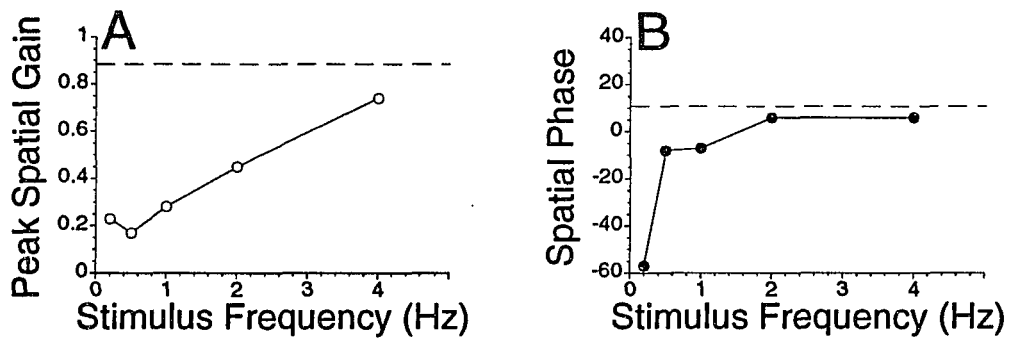 A
Peak Spatial Gain
1
0.8
0.6
0.4
0.2
0
0 1 2 3 4
Stimulus Frequency (Hz)
B
Spatial Phase
40
20
0
-20
-40
-60
0 1 2 3 4
Stimulus Frequency (Hz)